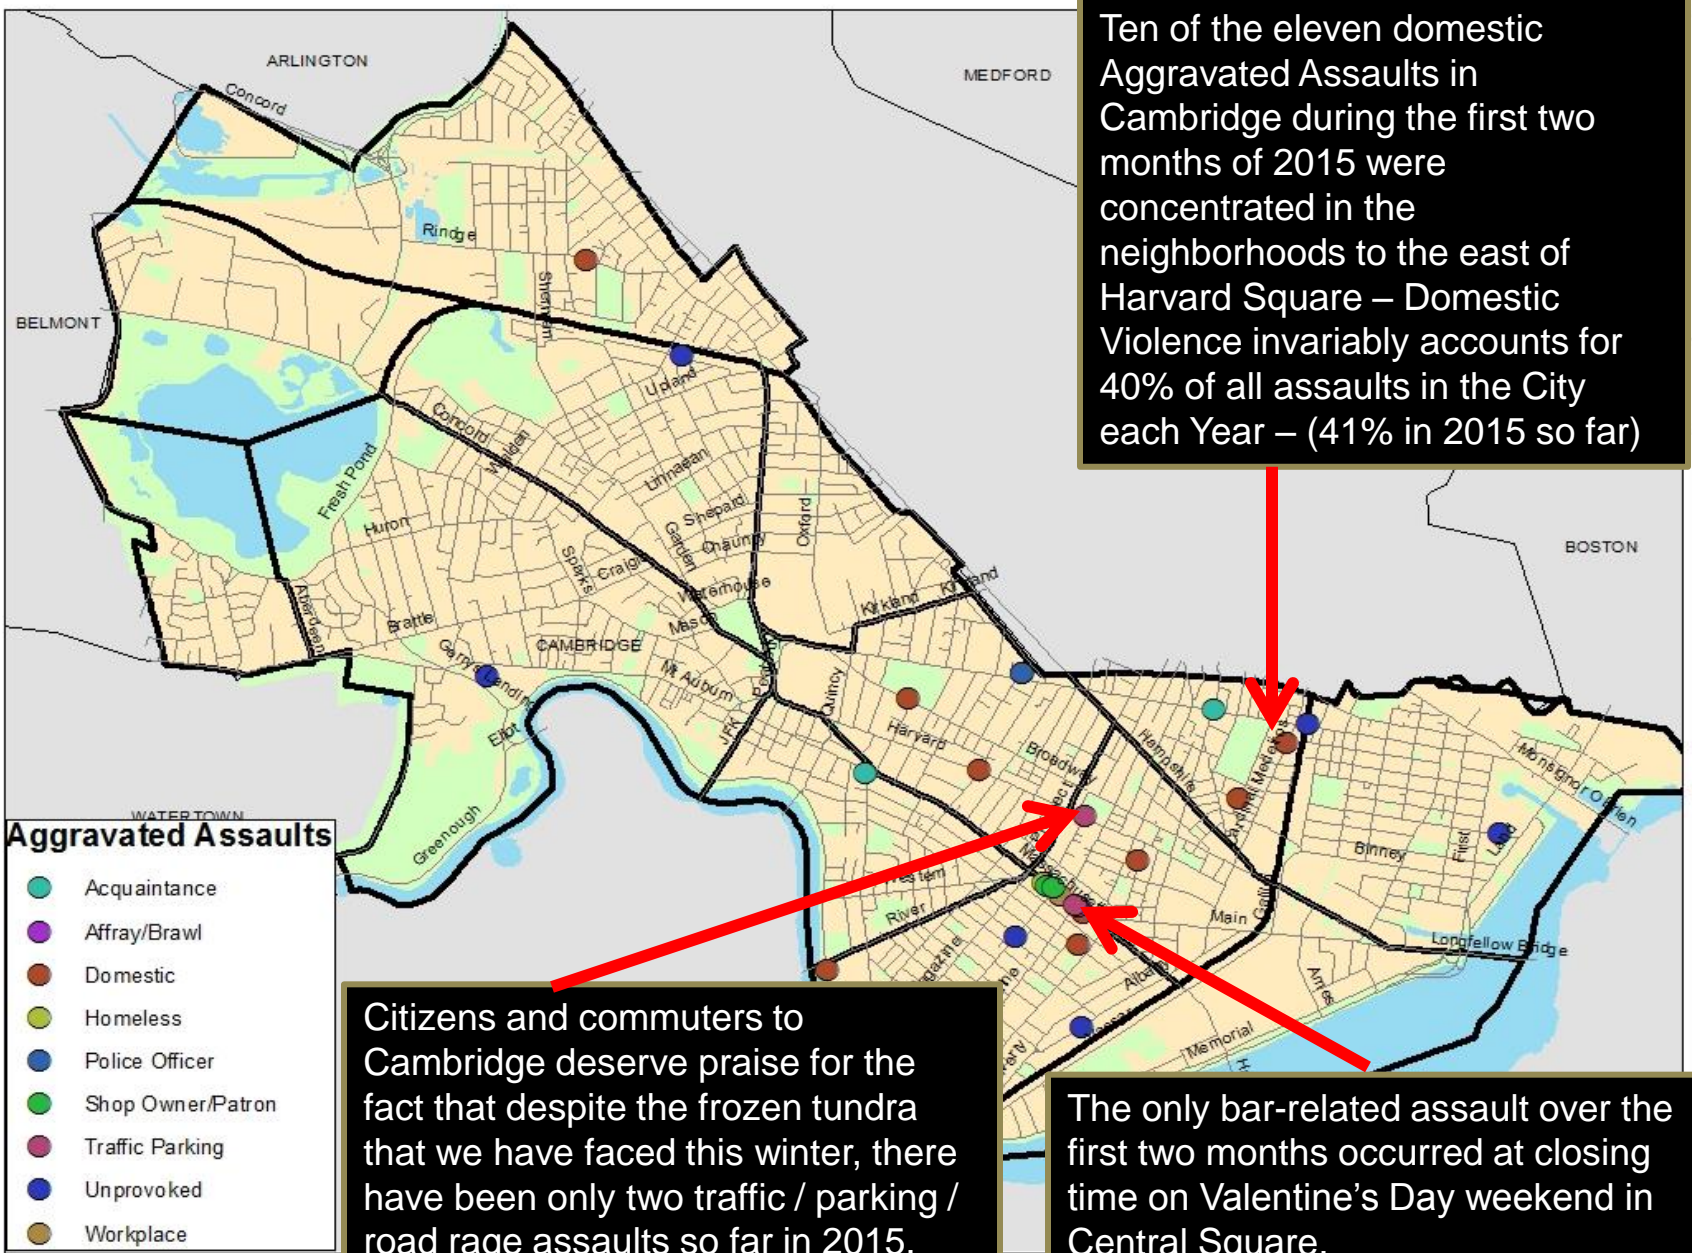 Ten of the eleven domestic
Aggravated Assaults in
Cambridge during the first two
months of 2015 were
concentrated in the
neighborhoods to the east of
Harvard Square – Domestic
Violence invariably accounts for
40% of all assaults in the City
each Year – (41% in 2015 so far)
ARLINGTON
MEDFORD
Concord
Rindge
Sherman
BELMONT
Upland
Concord
Walden
Linnaean
Fresh Pond
Shepard
Garden
Chauncy
Oxford
Huron
BOSTON
Sparks
Craigie
Waterhouse
Kirkland
Kirkland
Aberdeen
Brattle
Mason
CAMBRIDGE
Gerry's Landing
Mt Auburn
Quincy
JFK
Eliot
Harvard
Broadway
Hampshire
Monsignor O'Brien
WATERTOWN
Greenough
Binney
First
Land
Western
River
Main
Longfellow Bridge
Albany
Ames
Memorial
Aggravated Assaults
Acquaintance
Affray/Brawl
Domestic
Homeless
Police Officer
Shop Owner/Patron
Traffic Parking
Unprovoked
Workplace
Citizens and commuters to
Cambridge deserve praise for the
fact that despite the frozen tundra
that we have faced this winter, there
have been only two traffic / parking /
road rage assaults so far in 2015.
The only bar-related assault over the
first two months occurred at closing
time on Valentine's Day weekend in
Central Square.